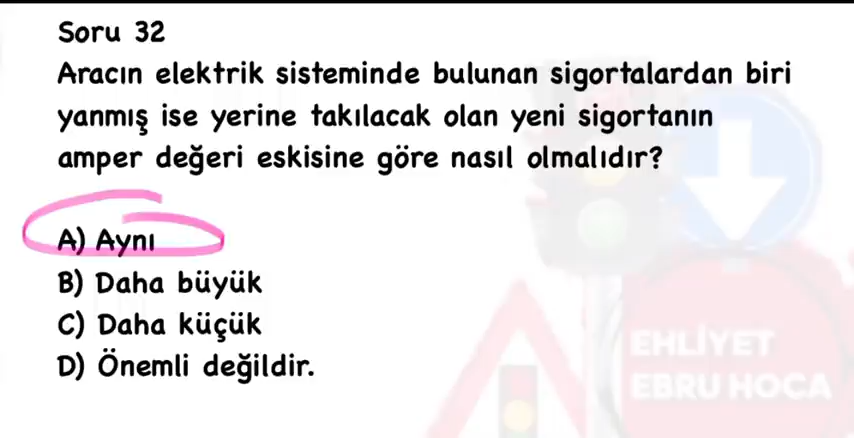 Soru 32
Aracın elektrik sisteminde bulunan sigortalardan biri
yanmış ise yerine takılacak olan yeni sigortanın
amper değeri eskisine göre nasıl olmalıdır?
A) Aynı
B) Daha büyük
C) Daha küçük
D) Önemli değildir.
EHLİYET
EBRU HOCA